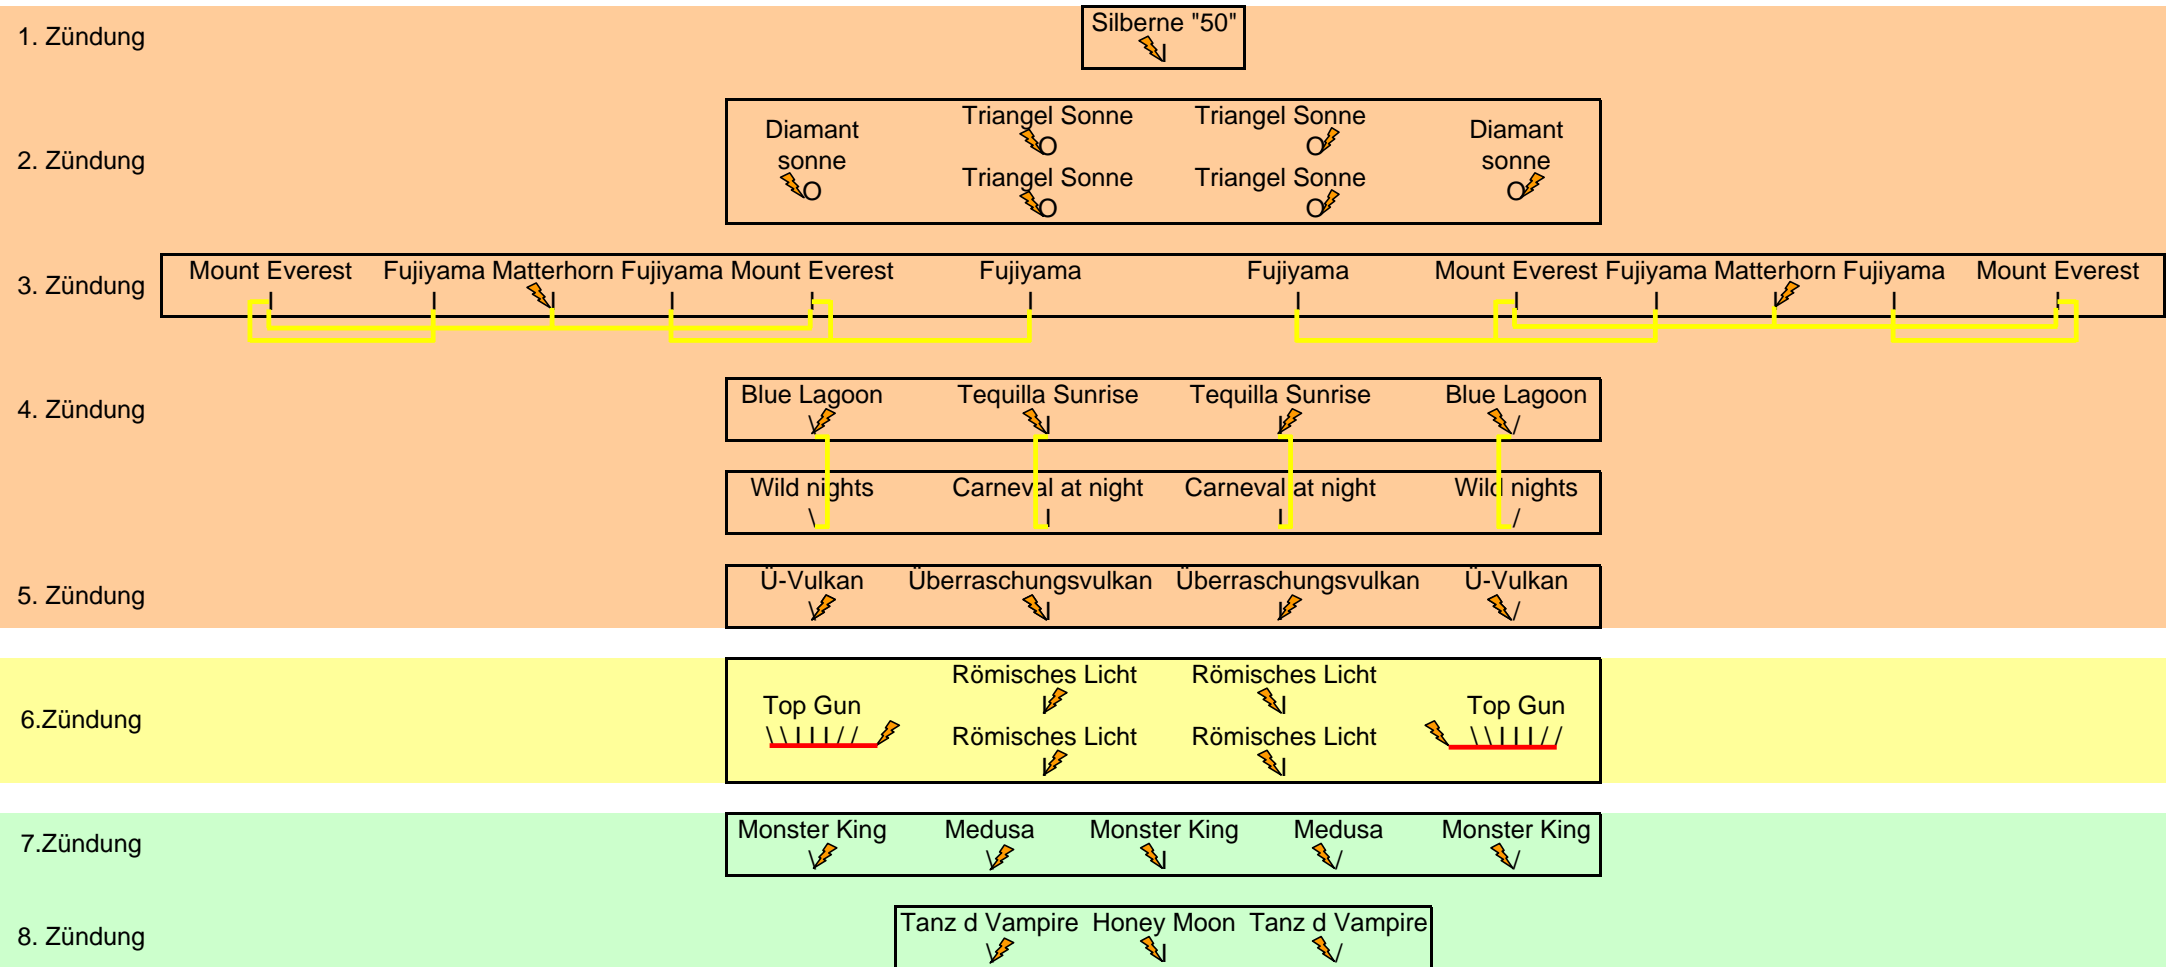 1. Zündung
Silberne "50"
I
2. Zündung
Diamant sonne
O
Triangel Sonne
O
Triangel Sonne
O
Triangel Sonne
O
Triangel Sonne
O
Diamant sonne
O
3. Zündung
Mount Everest Fujiyama Matterhorn Fujiyama Mount Everest Fujiyama Fujiyama Mount Everest Fujiyama Matterhorn Fujiyama Mount Everest
I I I I I I I I I I I I
4. Zündung
Blue Lagoon Tequilla Sunrise Tequilla Sunrise Blue Lagoon
\ I I /
Wild nights Carneval at night Carneval at night Wild nights
\ I I /
5. Zündung
Ü-Vulkan Überraschungsvulkan Überraschungsvulkan Ü-Vulkan
\ I I /
6.Zündung
Top Gun
\ \ I I I / /
Römisches Licht Römisches Licht
I I
Römisches Licht Römisches Licht
I I
Top Gun
\ \ I I I / /
7.Zündung
Monster King Medusa Monster King Medusa Monster King
\ \ I / /
8. Zündung
Tanz d Vampire Honey Moon Tanz d Vampire
\ I /